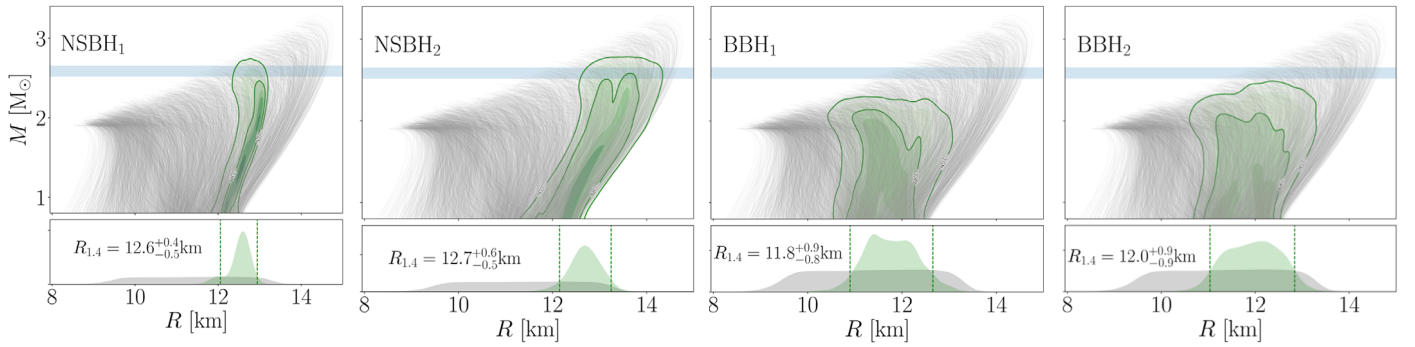 NSBH₁
NSBH₂
BBH₁
BBH₂
M [M⊙]
3
2
1
R₁.₄ = 12.6⁺⁰·⁴₋₀.₅km
R₁.₄ = 12.7⁺⁰·⁶₋₀.₅km
R₁.₄ = 11.8⁺⁰·⁹₋₀.₈km
R₁.₄ = 12.0⁺⁰·⁹₋₀.₉km
8 10 12 14
8 10 12 14
8 10 12 14
8 10 12 14
R [km]
R [km]
R [km]
R [km]